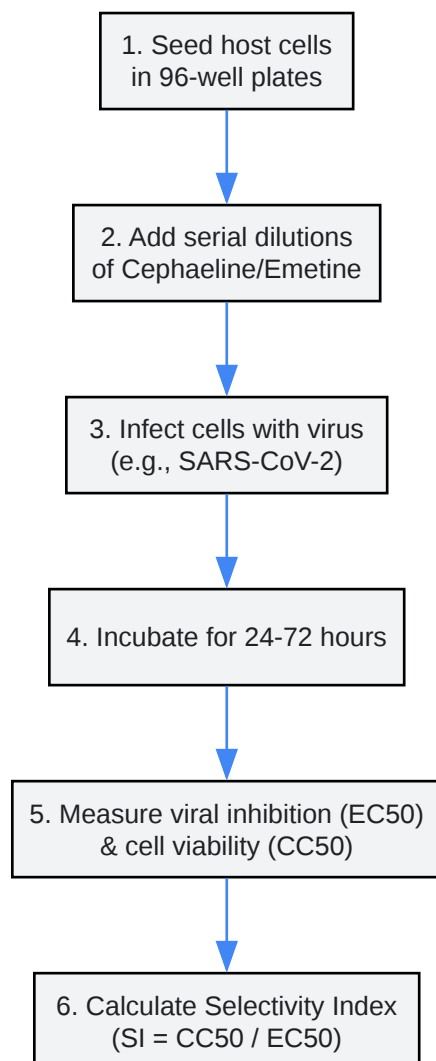 1. Seed host cells
in 96-well plates
2. Add serial dilutions
of Cephaeline/Emetine
3. Infect cells with virus
(e.g., SARS-CoV-2)
4. Incubate for 24-72 hours
5. Measure viral inhibition (EC50)
& cell viability (CC50)
6. Calculate Selectivity Index
(SI = CC50 / EC50)